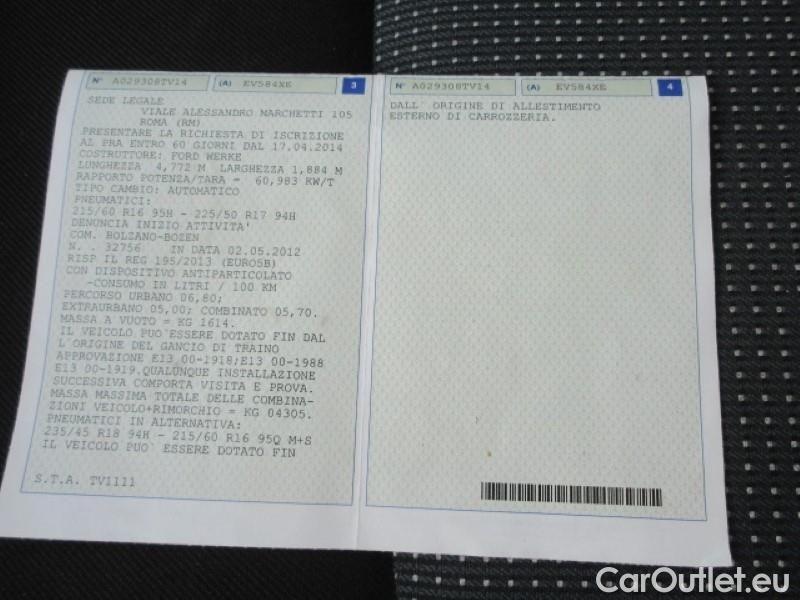 N° A029308TV14 (A) EV584XE 3
SEDE LEGALE
VIALE ALESSANDRO MARCHETTI 105
ROMA (RM)
PRESENTARE LA RICHIESTA DI ISCRIZIONE
AL PRA ENTRO 60 GIORNI DAL 17.04.2014
COSTRUTTORE: FORD WERKE
LUNGHEZZA 4,772 M LARGHEZZA 1,884 M
RAPPORTO POTENZA/TARA = 60,983 KW/T
TIPO CAMBIO: AUTOMATICO
PNEUMATICI:
215/60 R16 95H - 225/50 R17 94H
DENUNCIA INIZIO ATTIVITA'
COM. BOLZANO-BOZEN
N. . 32756 IN DATA 02.05.2012
RISP IL REG 195/2013 (EURO5B)
CON DISPOSITIVO ANTIPARTICOLATO
-CONSUMO IN LITRI / 100 KM
PERCORSO URBANO 06,80;
EXTRAURBANO 05,00; COMBINATO 05,70.
MASSA A VUOTO = KG 1614.
IL VEICOLO PUO`ESSERE DOTATO FIN DAL
L`ORIGINE DEL GANCIO DI TRAINO
APPROVAZIONE E13 00-1918;E13 00-1988
E13 00-1919.QUALUNQUE INSTALLAZIONE
SUCCESSIVA COMPORTA VISITA E PROVA.
MASSA MASSIMA TOTALE DELLE COMBINA-
ZIONI VEICOLO+RIMORCHIO = KG 04305.
PNEUMATICI IN ALTERNATIVA:
235/45 R18 94H - 215/60 R16 95Q M+S
IL VEICOLO PUO` ESSERE DOTATO FIN
S.T.A. TV1111
N° A029308TV14 (A) EV584XE 4
DALL` ORIGINE DI ALLESTIMENTO
ESTERNO DI CARROZZERIA.
CarOutlet.eu